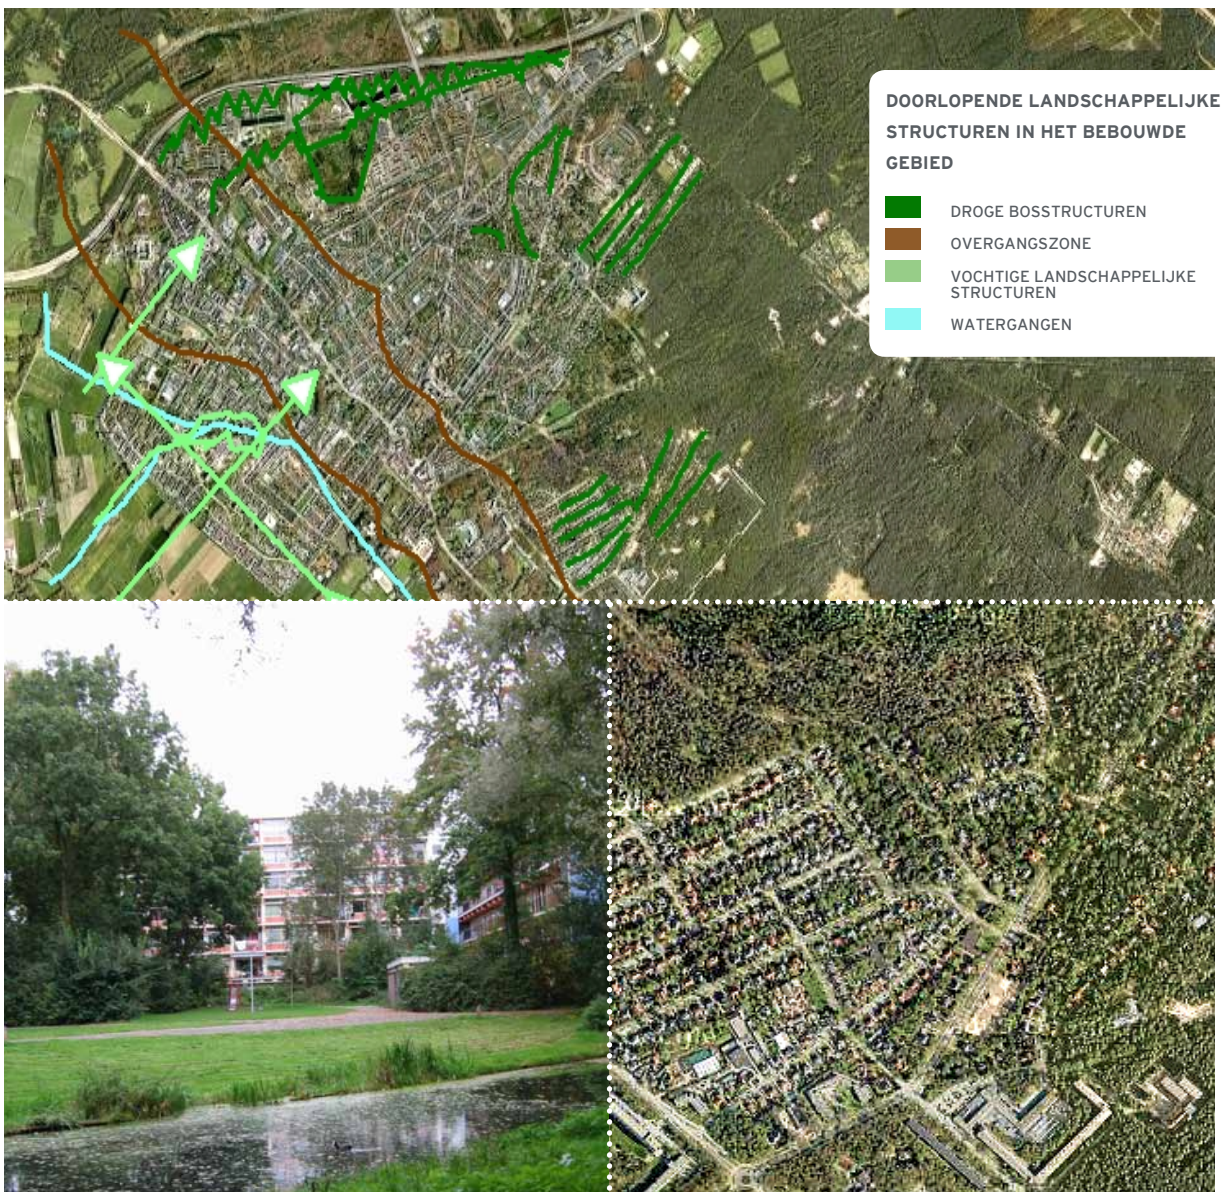 DOORLOPENDE LANDSCHAPPELIJKE
STRUCTUREN IN HET BEBOUWDE
GEBIED
DROGE BOSSTRUCTUREN
OVERGANGSZONE
VOCHTIGE LANDSCHAPPELIJKE
STRUCTUREN
WATERGANGEN